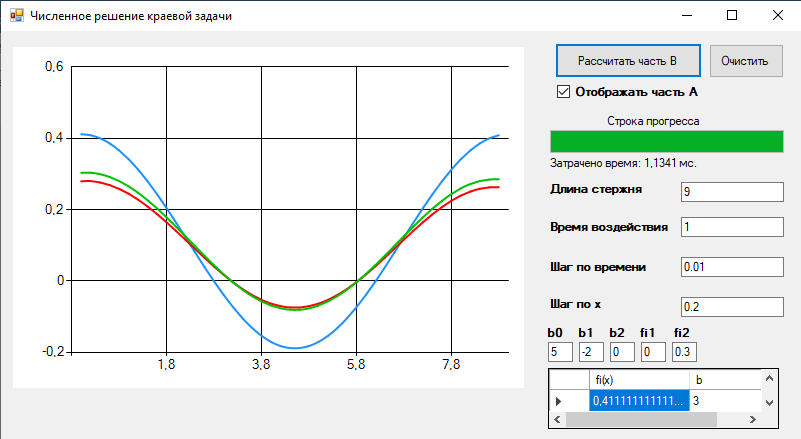 Численное решение краевой задачи
0,6
0,4
0,2
0
-0,2
1,8 3,8 5,8 7,8
Рассчитать часть B Очистить
Отображать часть A
Строка прогресса
Затрачено время: 1,1341 мс.
Длина стержня 9
Время воздействия 1
Шаг по времени 0.01
Шаг по x 0.2
b0 b1 b2 fi1 fi2
5 -2 0 0 0.3
fi(x) b
0,411111111111... 3